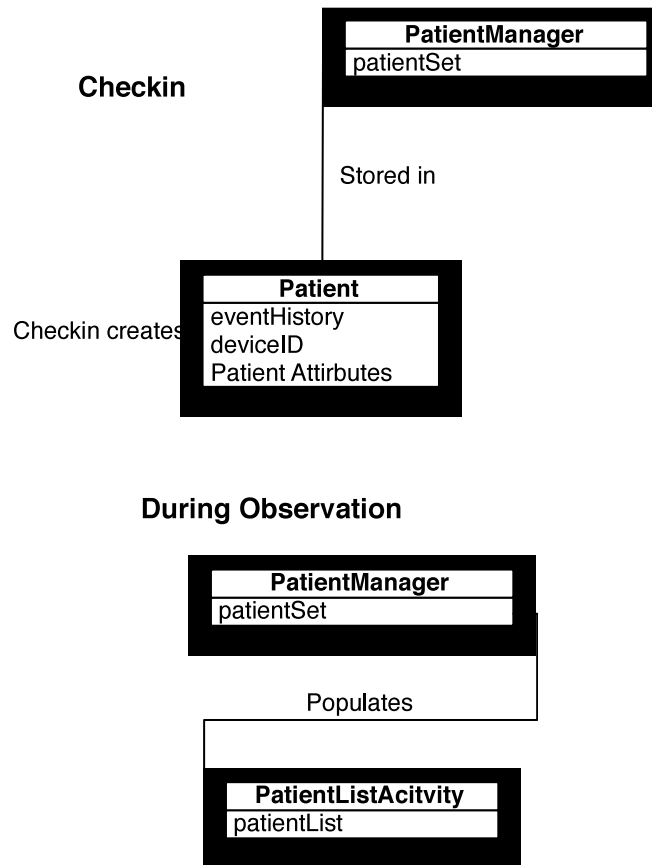 PatientManager
patientSet
Checkin
Stored in
Patient
eventHistory
Checkin creates
deviceID
Patient Attirbutes
During Observation
PatientManager
patientSet
Populates
PatientListAcitvity
patientList